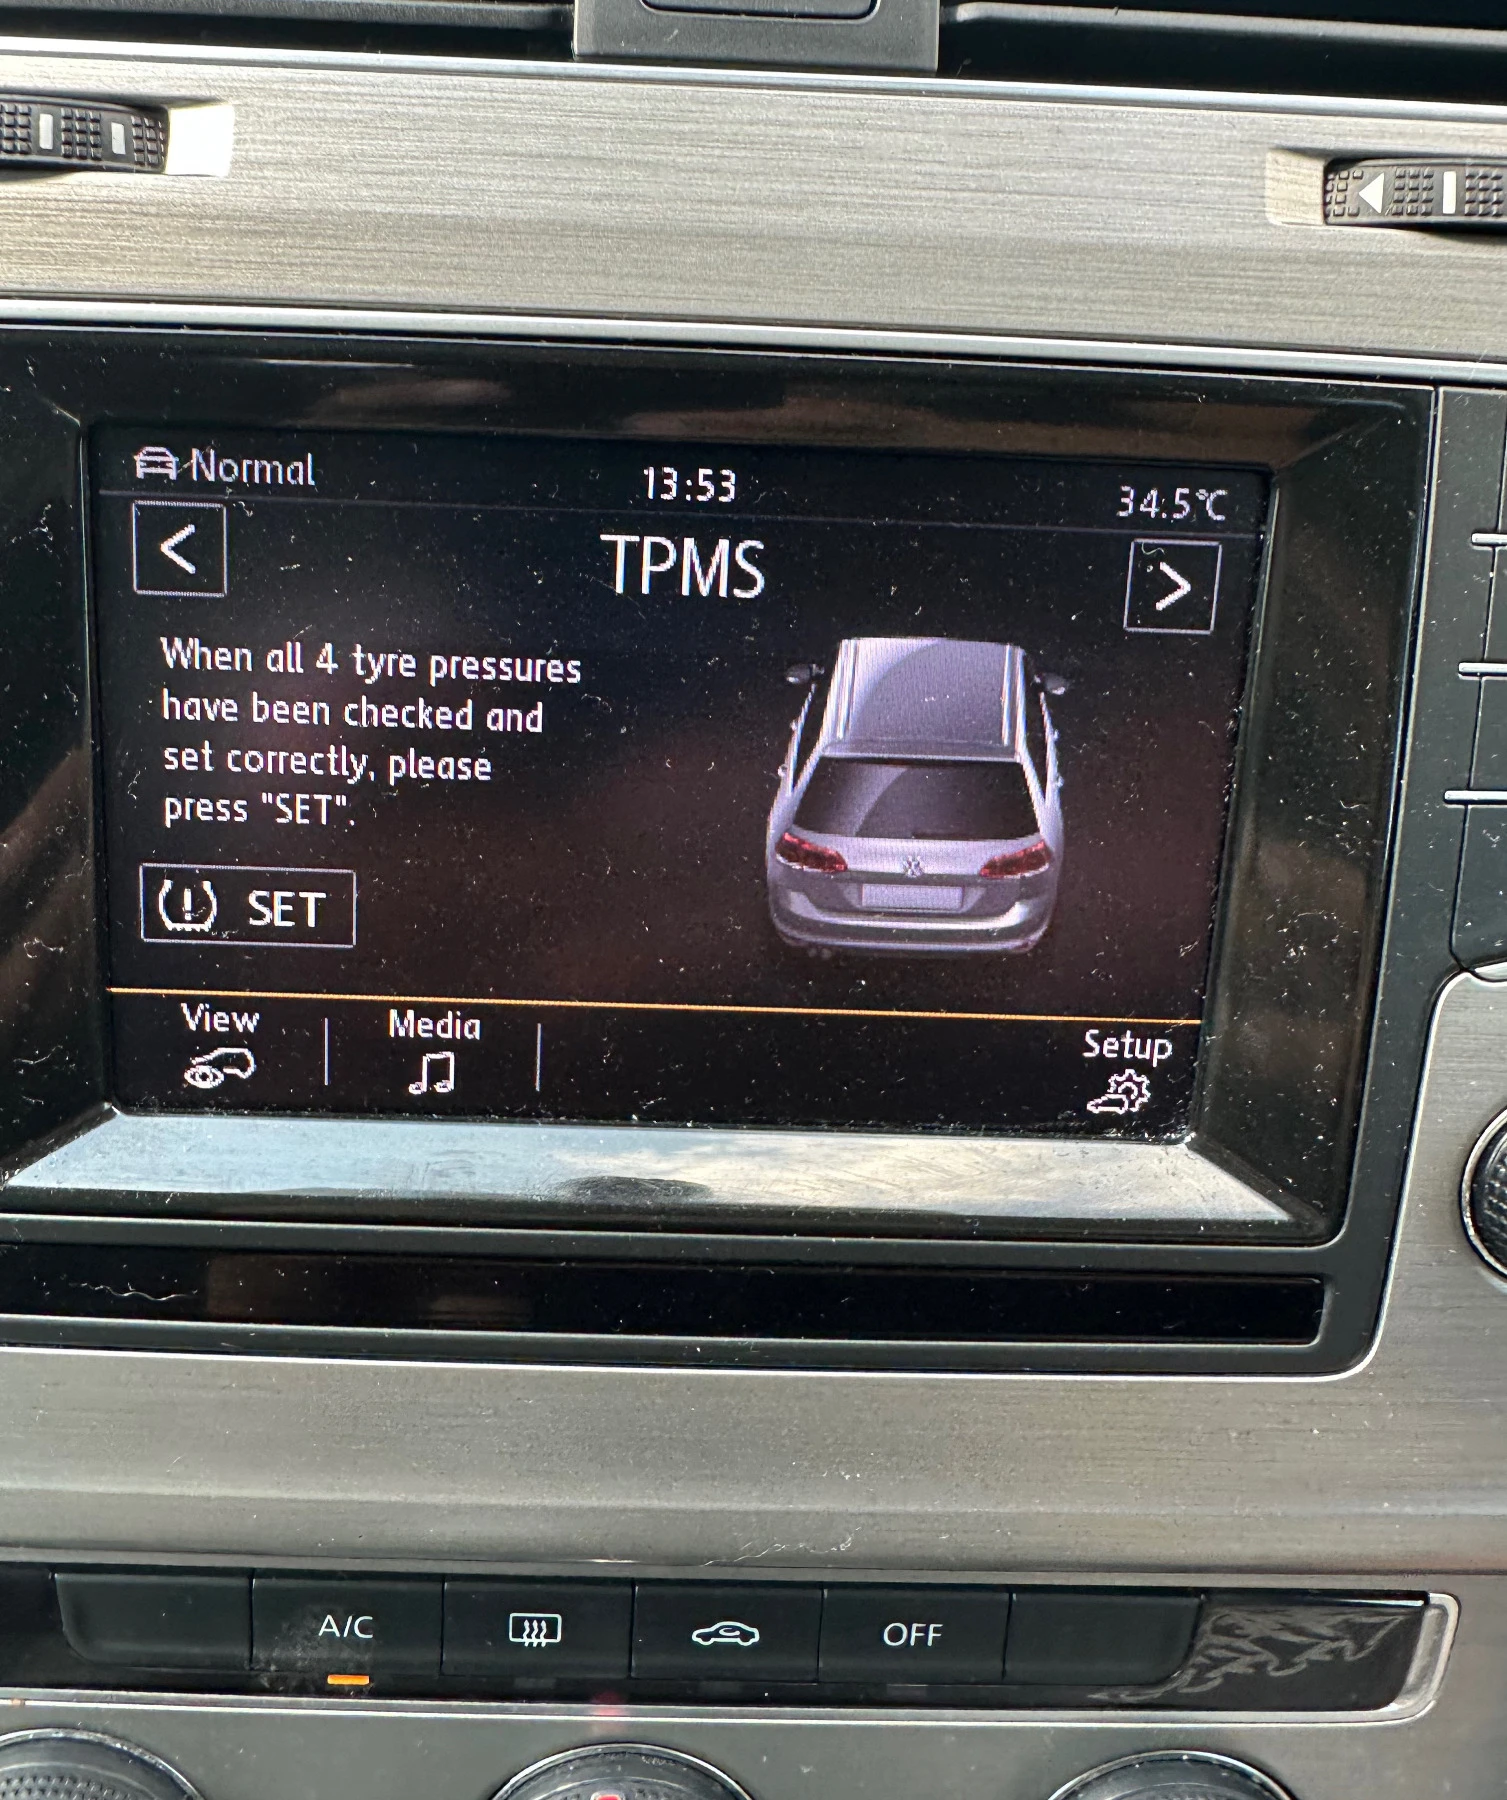 Normal
13:53
34.5°C
<
TPMS
>
When all 4 tyre pressures
have been checked and
set correctly, please
press "SET".
SET
View
Media
Setup
A/C
OFF